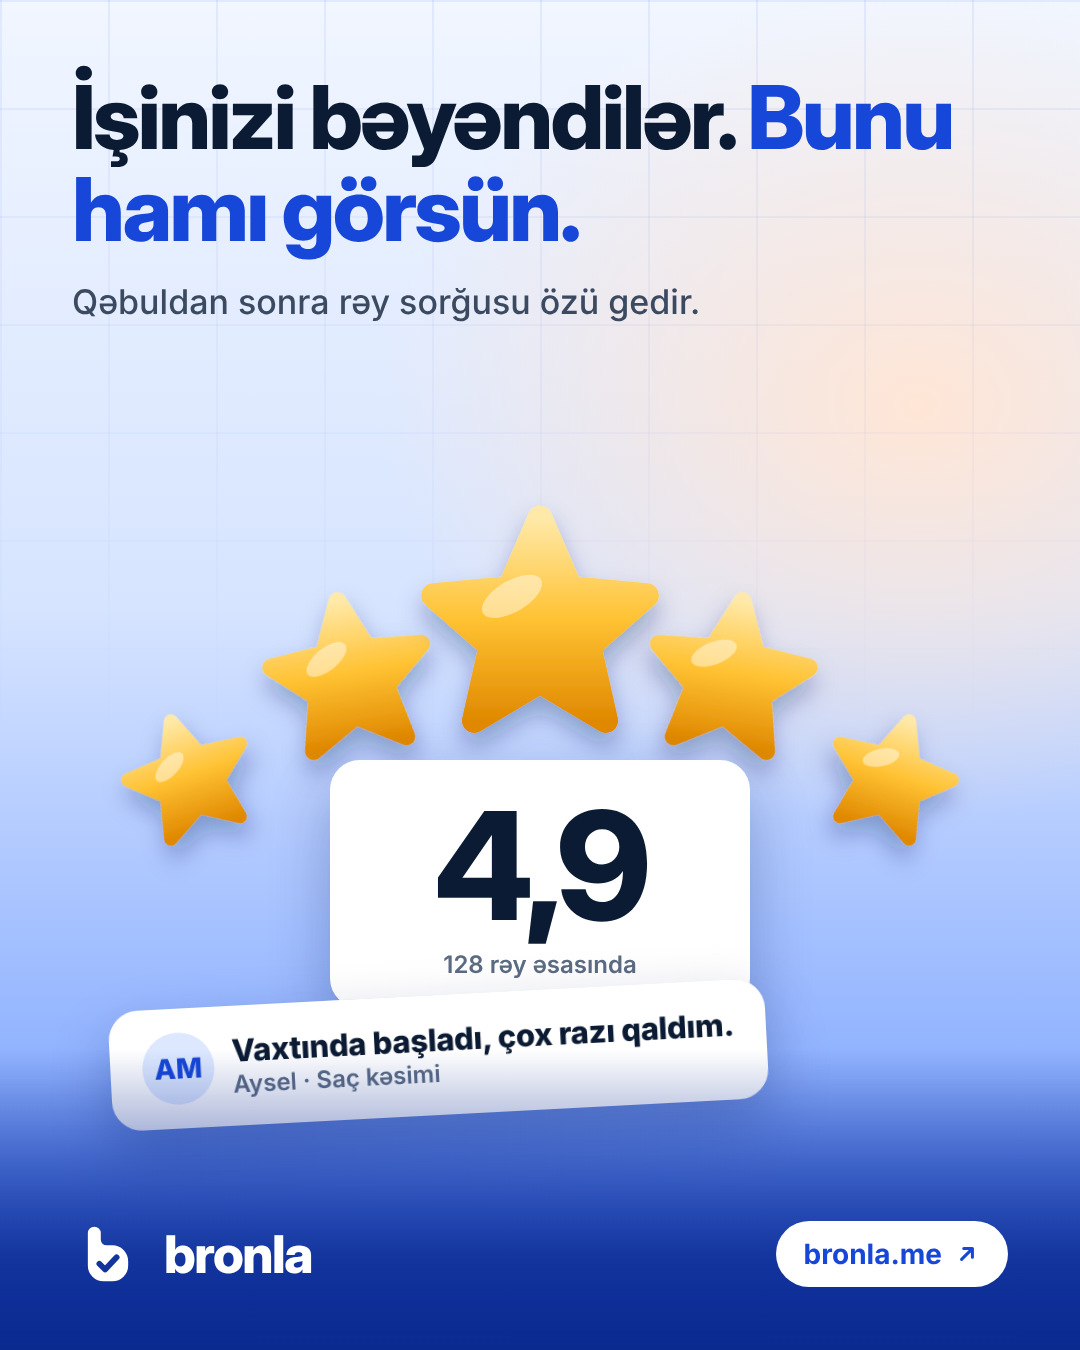 İşinizi bəyəndilər. Bunu
hamı görsün.
Qəbuldan sonra rəy sorğusu özü gedir.
4,9
128 rəy əsasında
AM
Vaxtında başladı, çox razı qaldım.
Aysel · Saç kəsimi
bronla
bronla.me ↗